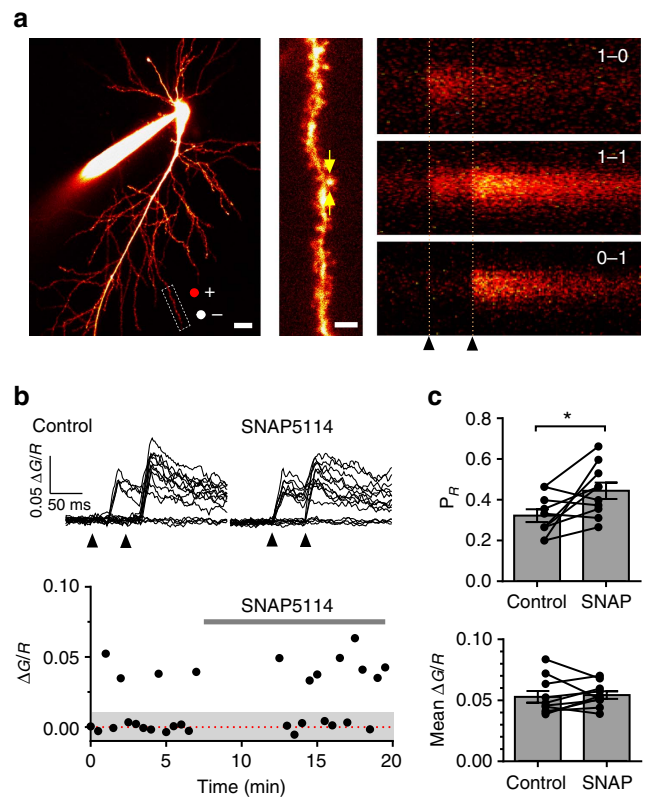 a
1–0
1–1
0–1
+
–
b
Control
SNAP5114
0.05 ΔG/R
50 ms
SNAP5114
0.10
0.05
0.00
ΔG/R
0
5
10
15
20
Time (min)
c
*
0.8
0.6
0.4
0.2
0.0
P_R
Control
SNAP
0.10
0.05
0.00
Mean ΔG/R
Control
SNAP